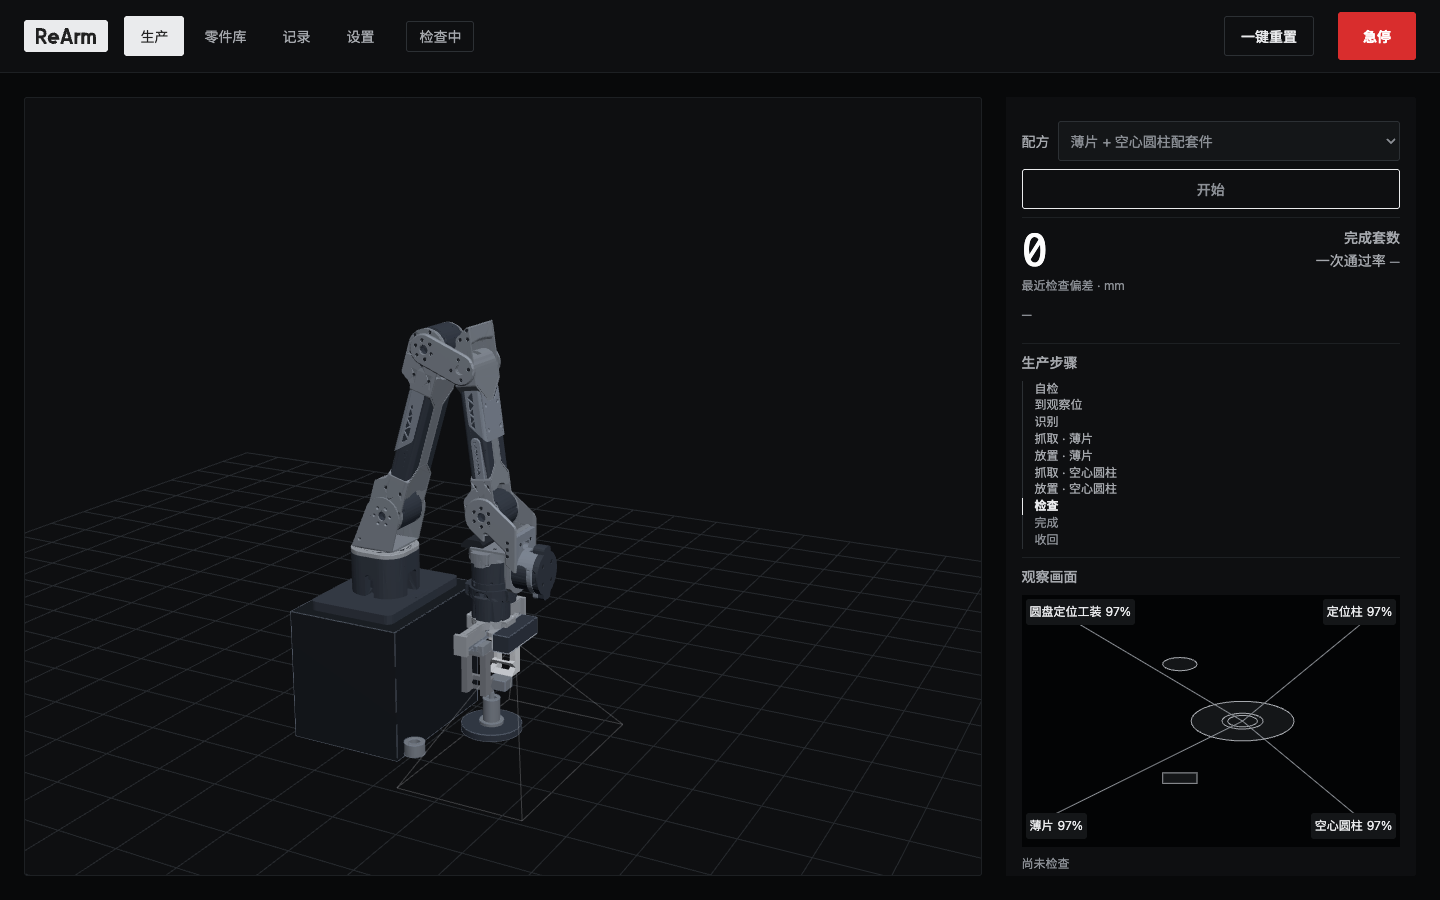 ReArm 生产 零件库 记录 设置 检查中 一键重置 急停
配方 薄片 + 空心圆柱配套件
开始
0 完成套数
一次通过率 —
最近检查偏差 · mm
—
生产步骤
自检
到观察位
识别
抓取 · 薄片
放置 · 薄片
抓取 · 空心圆柱
放置 · 空心圆柱
检查
完成
收回
观察画面
圆盘定位工装 97% 定位柱 97%
薄片 97% 空心圆柱 97%
尚未检查